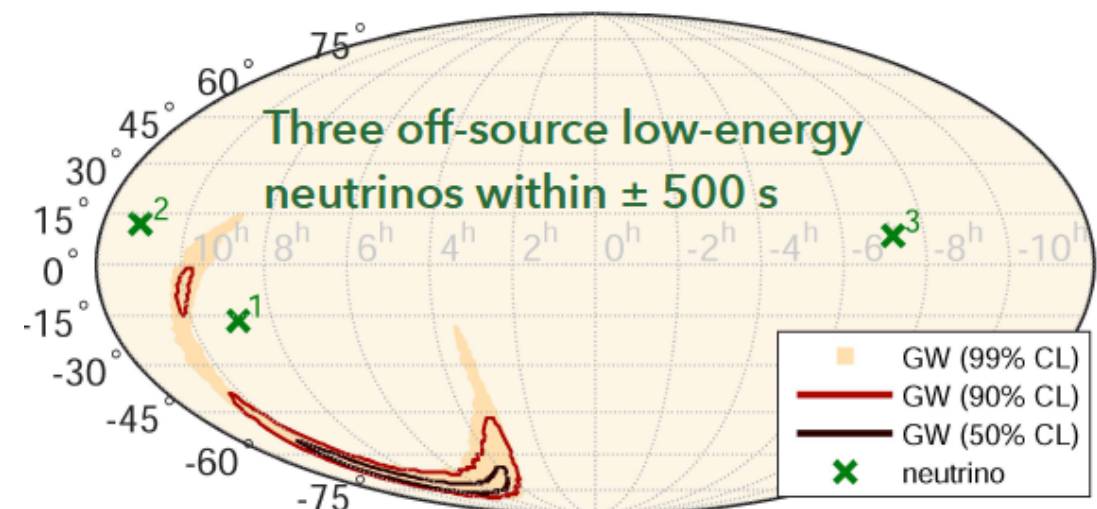 75°
60°
45°
Three off-source low-energy
30°
neutrinos within ± 500 s
15°
2
3
10h 8h 6h 4h 2h 0h -2h -4h -6h -8h -10h
0°
1
-15°
GW (99% CL)
-30°
GW (90% CL)
-45°
GW (50% CL)
-60°
neutrino
-75°